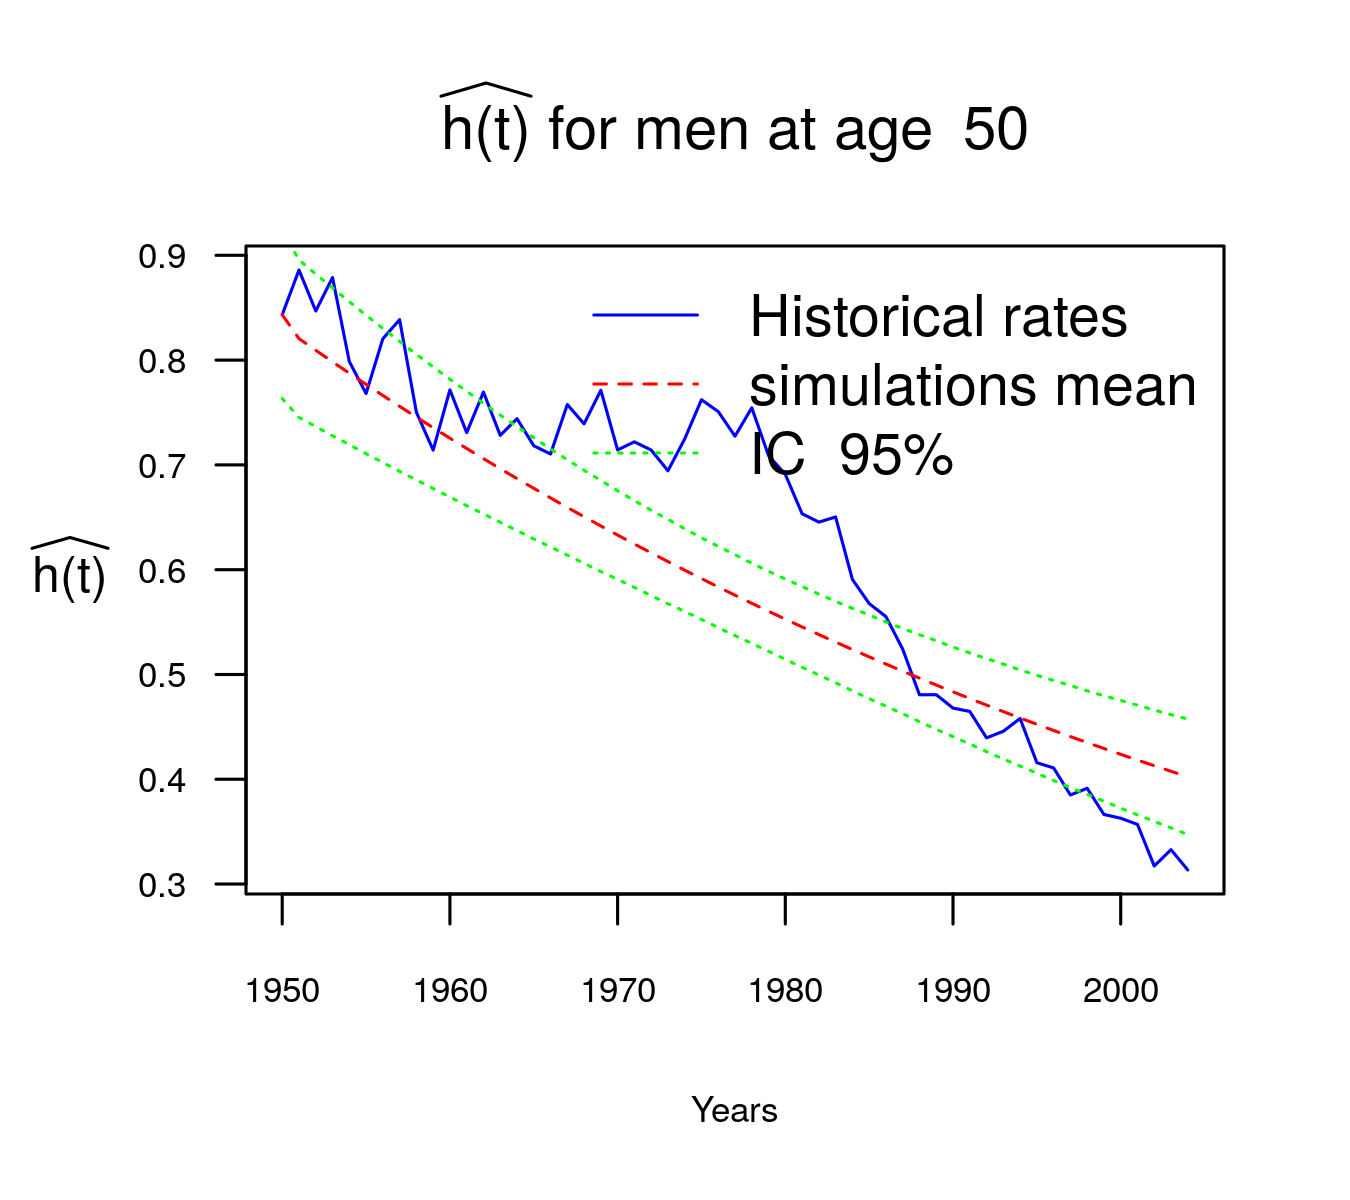 h(t) for men at age 50
0.9
0.8
0.7
0.6
0.5
0.4
0.3
h(t)
Historical rates
simulations mean
IC 95%
1950 1960 1970 1980 1990 2000
Years